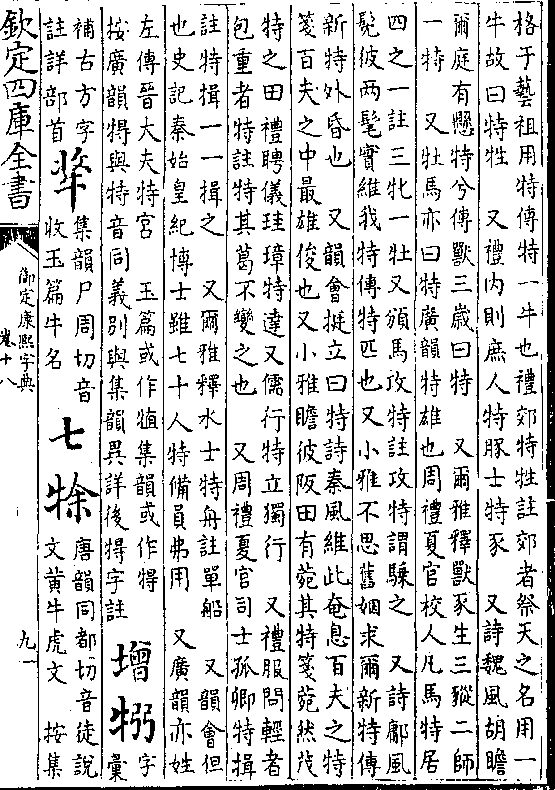 格于藝祖用特傳特一牛也禮郊特牲註郊者祭天之名用一
牛故曰特牲　又禮內則庶人特豚士特豕　又詩魏風胡瞻
爾庭有懸特兮傳獸三歲曰特　又爾雅釋獸豕生三豵二師
一特　又牡馬亦曰特廣韻特雄也周禮夏官校人凡馬特居
四之一註三牝一牡又頒馬攻特註攻特謂騬之　又詩鄘風
髧彼兩髦實維我特傳特匹也又小雅不思舊姻求爾新特傳
新特外昏也　又韻會挺立曰特詩秦風維此奄息百夫之特
箋百夫之中最雄俊也又小雅瞻彼阪田有菀其特箋菀然茂
特之田禮聘儀珪璋特達又儒行特立獨行　又禮服問輕者
包重者特註特其葛不變之也　又周禮夏官司士孤卿特揖
註特揖一一揖之　又爾雅釋水士特舟註單船　又韻會但
也史記秦始皇紀博士雖七十人特備員弗用　又廣韻亦姓
左傳晉大夫特宮　玉篇或作犆集韻或作㝵
按廣韻㝵與特音同義別與集韻異詳後㝵字註　增㸹字彙
補古方字註詳部首　牶集韻尸周切音收玉篇牛名　七　㸿唐韻同都切音徒說文黃牛虎文　按集
欽定四庫全書
御定康熙字典
卷十八
九一